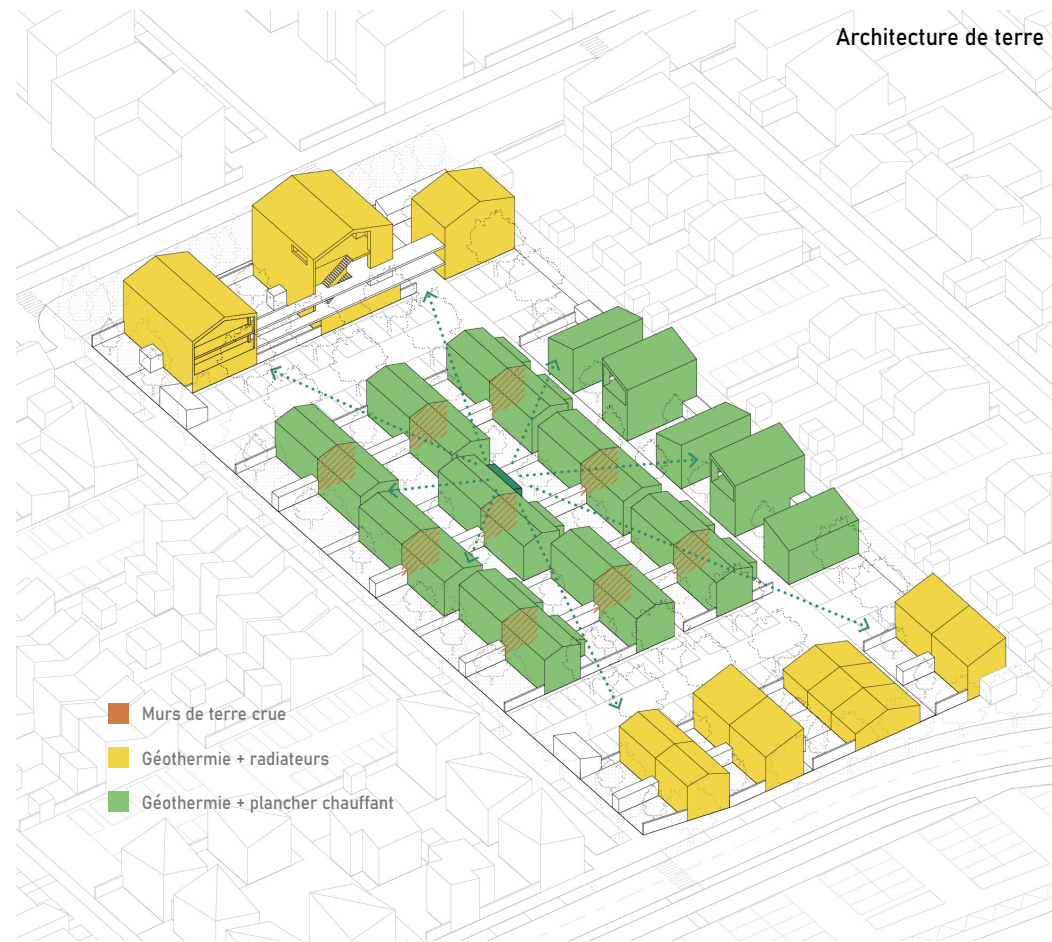 Architecture de terre
Murs de terre crue
Géothermie + radiateurs
Géothermie + plancher chauffant